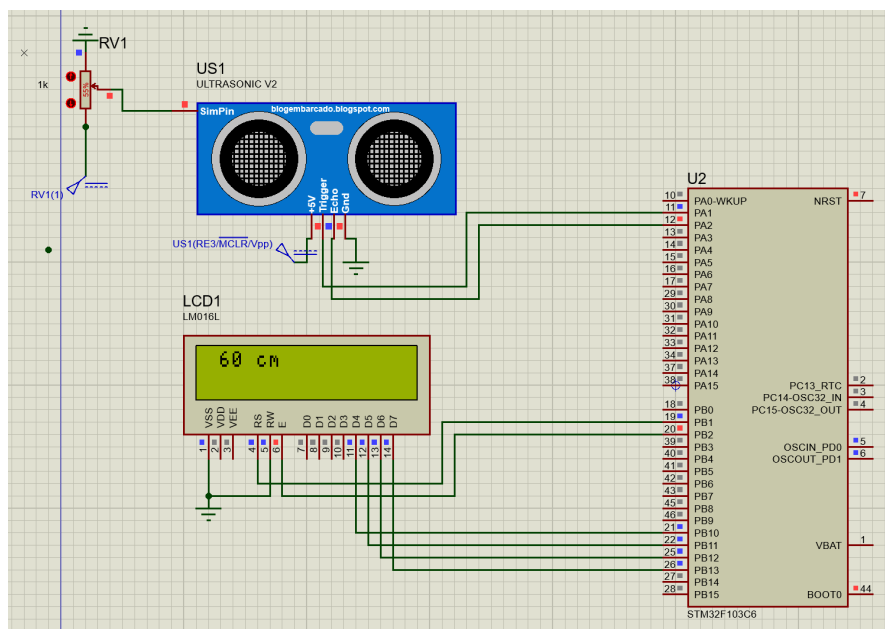 RV1
1k
55%
RV1(1)
US1
ULTRASONIC V2
SimPin
blogembarcado.blogspot.com
+5V
Trigger
Echo
Gnd
US1(RE3/MCLR/Vpp)
LCD1
LM016L
60 cm
VSS
VDD
VEE
RS
RW
E
D0
D1
D2
D3
D4
D5
D6
D7
1
2
3
4
5
6
7
8
9
10
11
12
13
14
U2
10 PA0-WKUP
11 PA1
12 PA2
13 PA3
14 PA4
15 PA5
16 PA6
17 PA7
29 PA8
30 PA9
31 PA10
32 PA11
33 PA12
34 PA13
37 PA14
38 PA15
18 PB0
19 PB1
20 PB2
39 PB3
40 PB4
41 PB5
42 PB6
43 PB7
45 PB8
46 PB9
21 PB10
22 PB11
25 PB12
26 PB13
27 PB14
28 PB15
NRST 7
PC13_RTC 2
PC14-OSC32_IN 3
PC15-OSC32_OUT 4
OSCIN_PD0 5
OSCOUT_PD1 6
VBAT 1
BOOT0 44
STM32F103C6